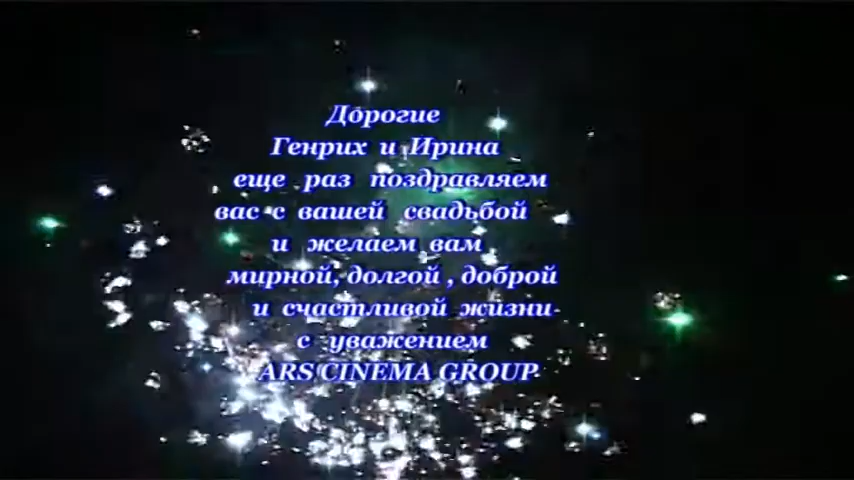 Дорогие
Генрих и Ирина
еще раз поздравляем
вас с вашей свадьбой
и желаем вам
мирной, долгой , доброй
и счастливой жизни-
с уважением
ARS CINEMA GROUP